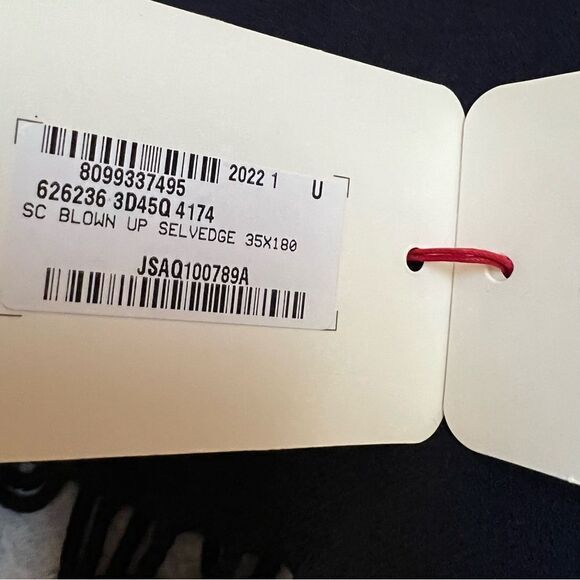 8099337495 2022 1 U
626236 3D45Q 4174
SC BLOWN UP SELVEDGE 35X180
JSAQ100789A